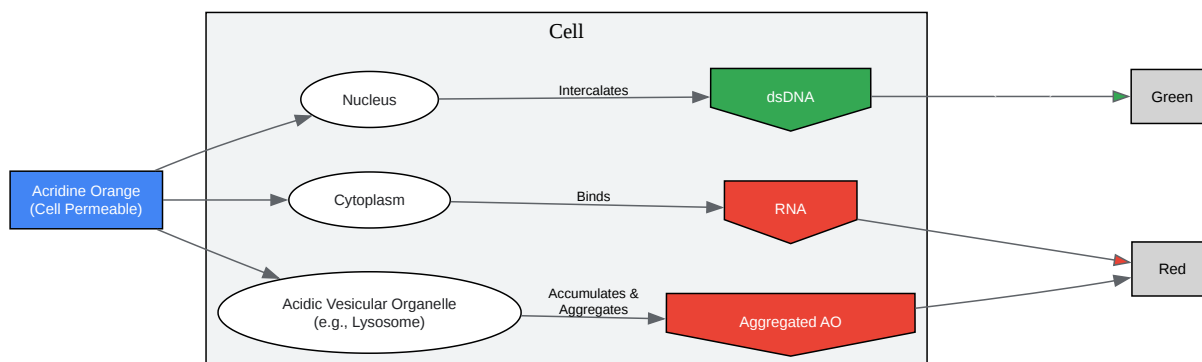 Cell
Nucleus
Intercalates
dsDNA
Green
Acridine Orange
(Cell Permeable)
Cytoplasm
Binds
RNA
Red
Acidic Vesicular Organelle
(e.g., Lysosome)
Accumulates &
Aggregates
Aggregated AO